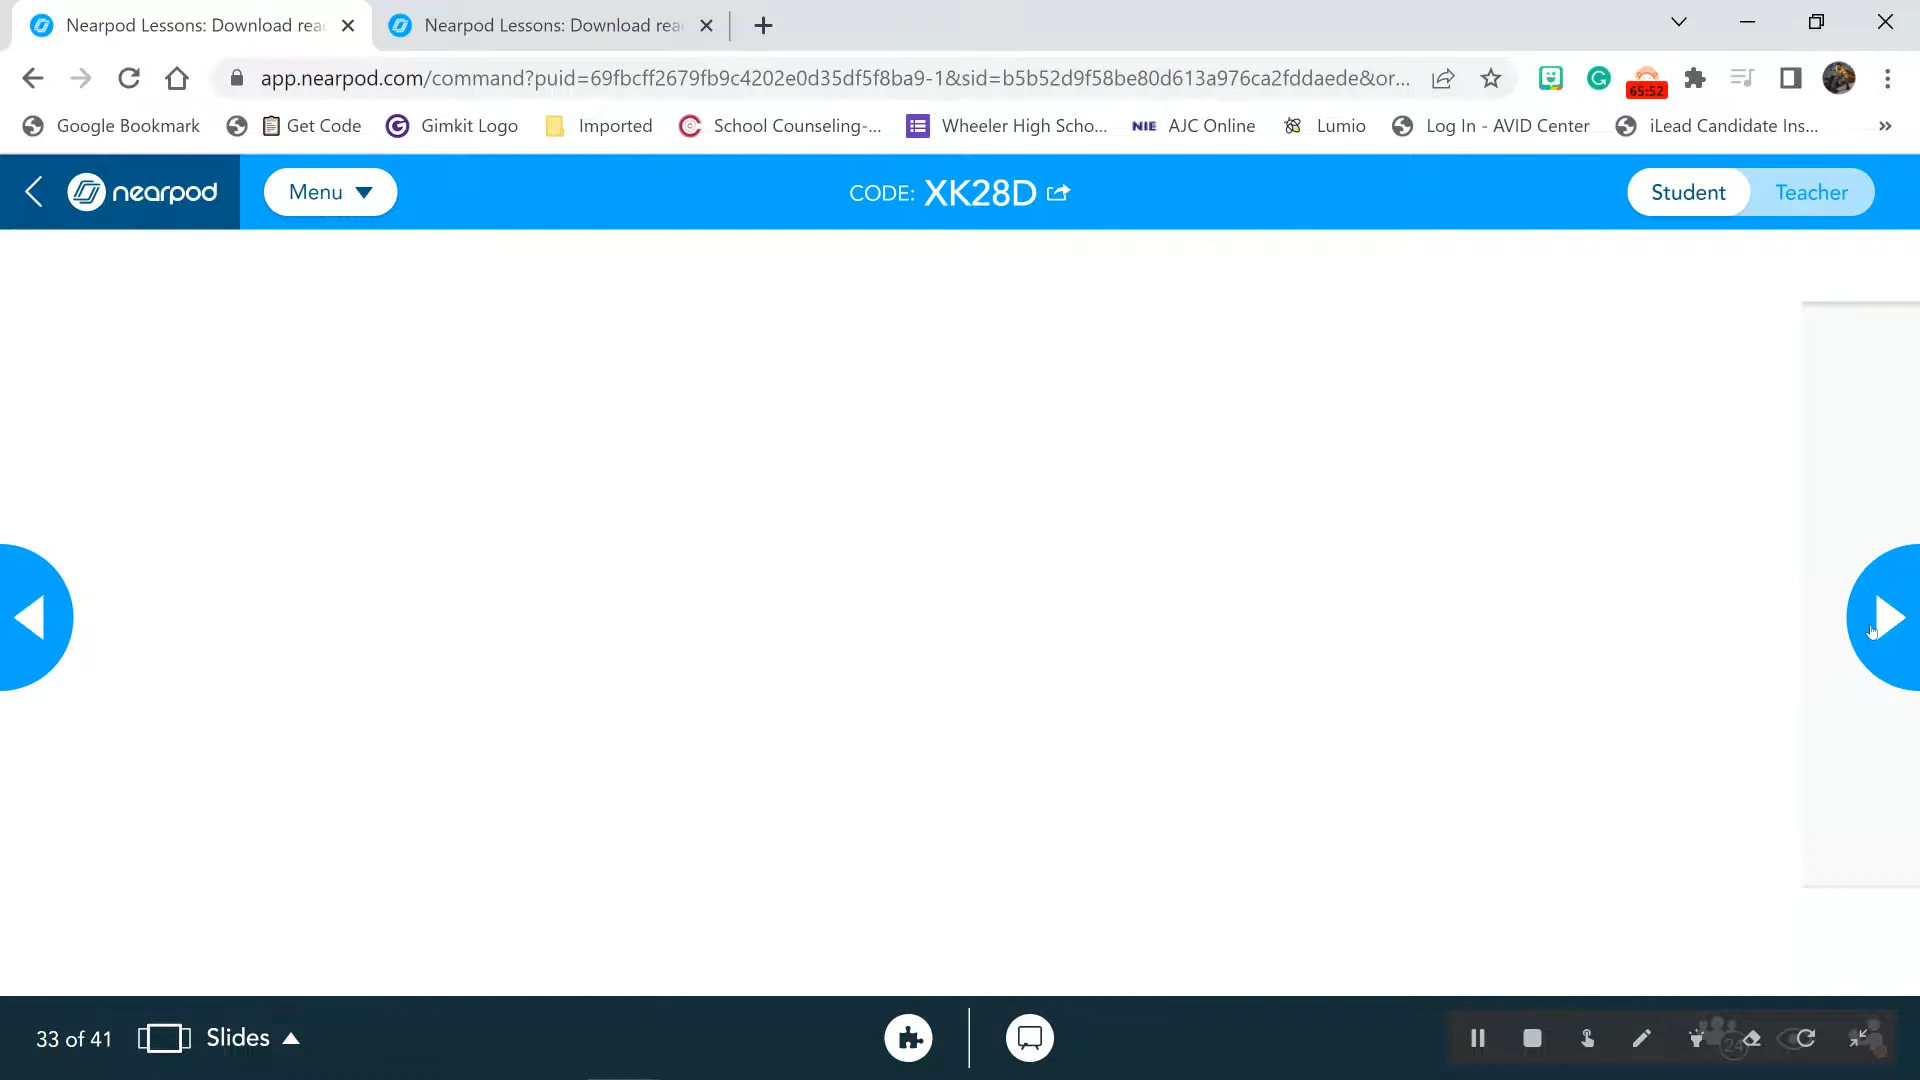 Nearpod Lessons: Download rea
Nearpod Lessons: Download rea
app.nearpod.com/command?puid=69fbcff2679fb9c4202e0d35df5f8ba9-1&sid=b5b52d9f58be80d613a976ca2fddaede&or...
65:52
Google Bookmark
Get Code
Gimkit Logo
Imported
School Counseling-...
Wheeler High Scho...
NIE AJC Online
Lumio
Log In - AVID Center
iLead Candidate Ins...
nearpod
Menu
CODE: XK28D
Student
Teacher
33 of 41
Slides
24